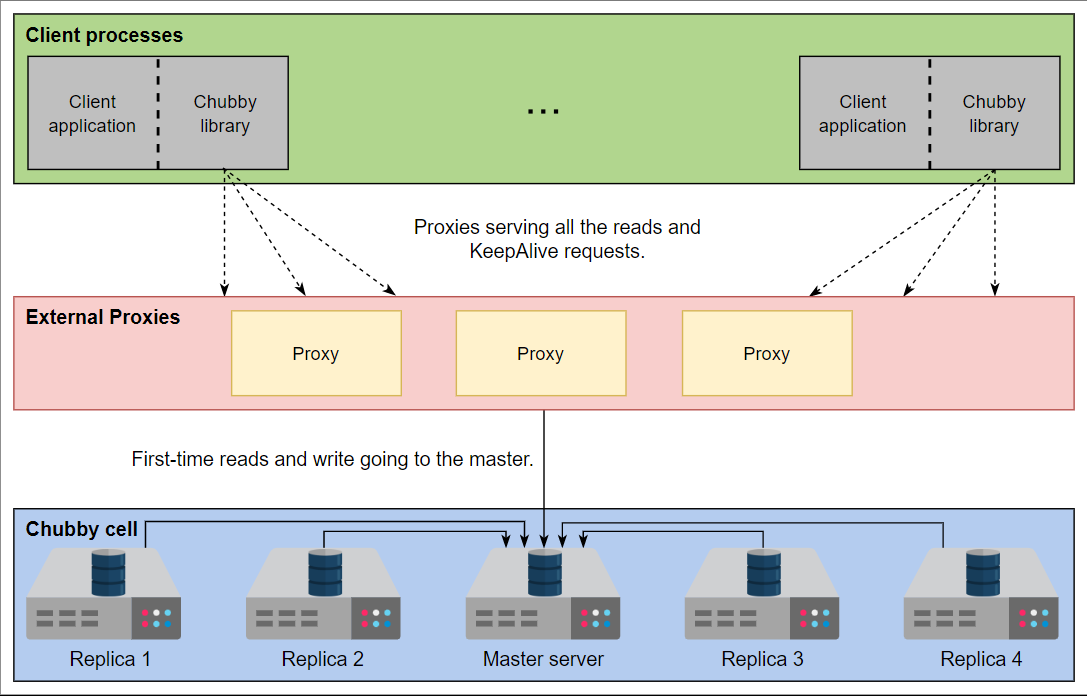 Client processes
Client
application
Chubby
library
...
Client
application
Chubby
library
Proxies serving all the reads and
KeepAlive requests.
External Proxies
Proxy
Proxy
Proxy
First-time reads and write going to the master.
Chubby cell
Replica 1
Replica 2
Master server
Replica 3
Replica 4